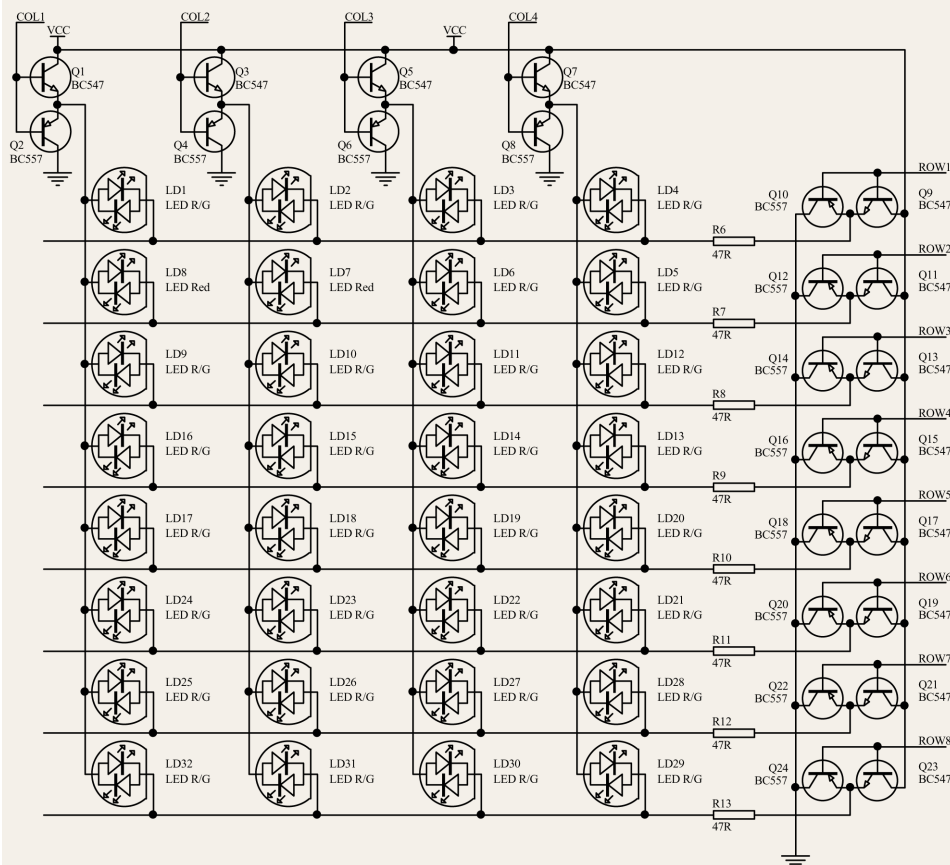 COL1
COL2
COL3
COL4
VCC
VCC
Q1
BC547
Q3
BC547
Q5
BC547
Q7
BC547
Q2
BC557
Q4
BC557
Q6
BC557
Q8
BC557
LD1
LED R/G
LD2
LED R/G
LD3
LED R/G
LD4
LED R/G
R6
47R
Q10
BC557
ROW1
Q9
BC547
LD8
LED Red
LD7
LED Red
LD6
LED R/G
LD5
LED R/G
R7
47R
Q12
BC557
ROW2
Q11
BC547
LD9
LED R/G
LD10
LED R/G
LD11
LED R/G
LD12
LED R/G
R8
47R
Q14
BC557
ROW3
Q13
BC547
LD16
LED R/G
LD15
LED R/G
LD14
LED R/G
LD13
LED R/G
R9
47R
Q16
BC557
ROW4
Q15
BC547
LD17
LED R/G
LD18
LED R/G
LD19
LED R/G
LD20
LED R/G
R10
47R
Q18
BC557
ROW5
Q17
BC547
LD24
LED R/G
LD23
LED R/G
LD22
LED R/G
LD21
LED R/G
R11
47R
Q20
BC557
ROW6
Q19
BC547
LD25
LED R/G
LD26
LED R/G
LD27
LED R/G
LD28
LED R/G
R12
47R
Q22
BC557
ROW7
Q21
BC547
LD32
LED R/G
LD31
LED R/G
LD30
LED R/G
LD29
LED R/G
R13
47R
Q24
BC557
ROW8
Q23
BC547